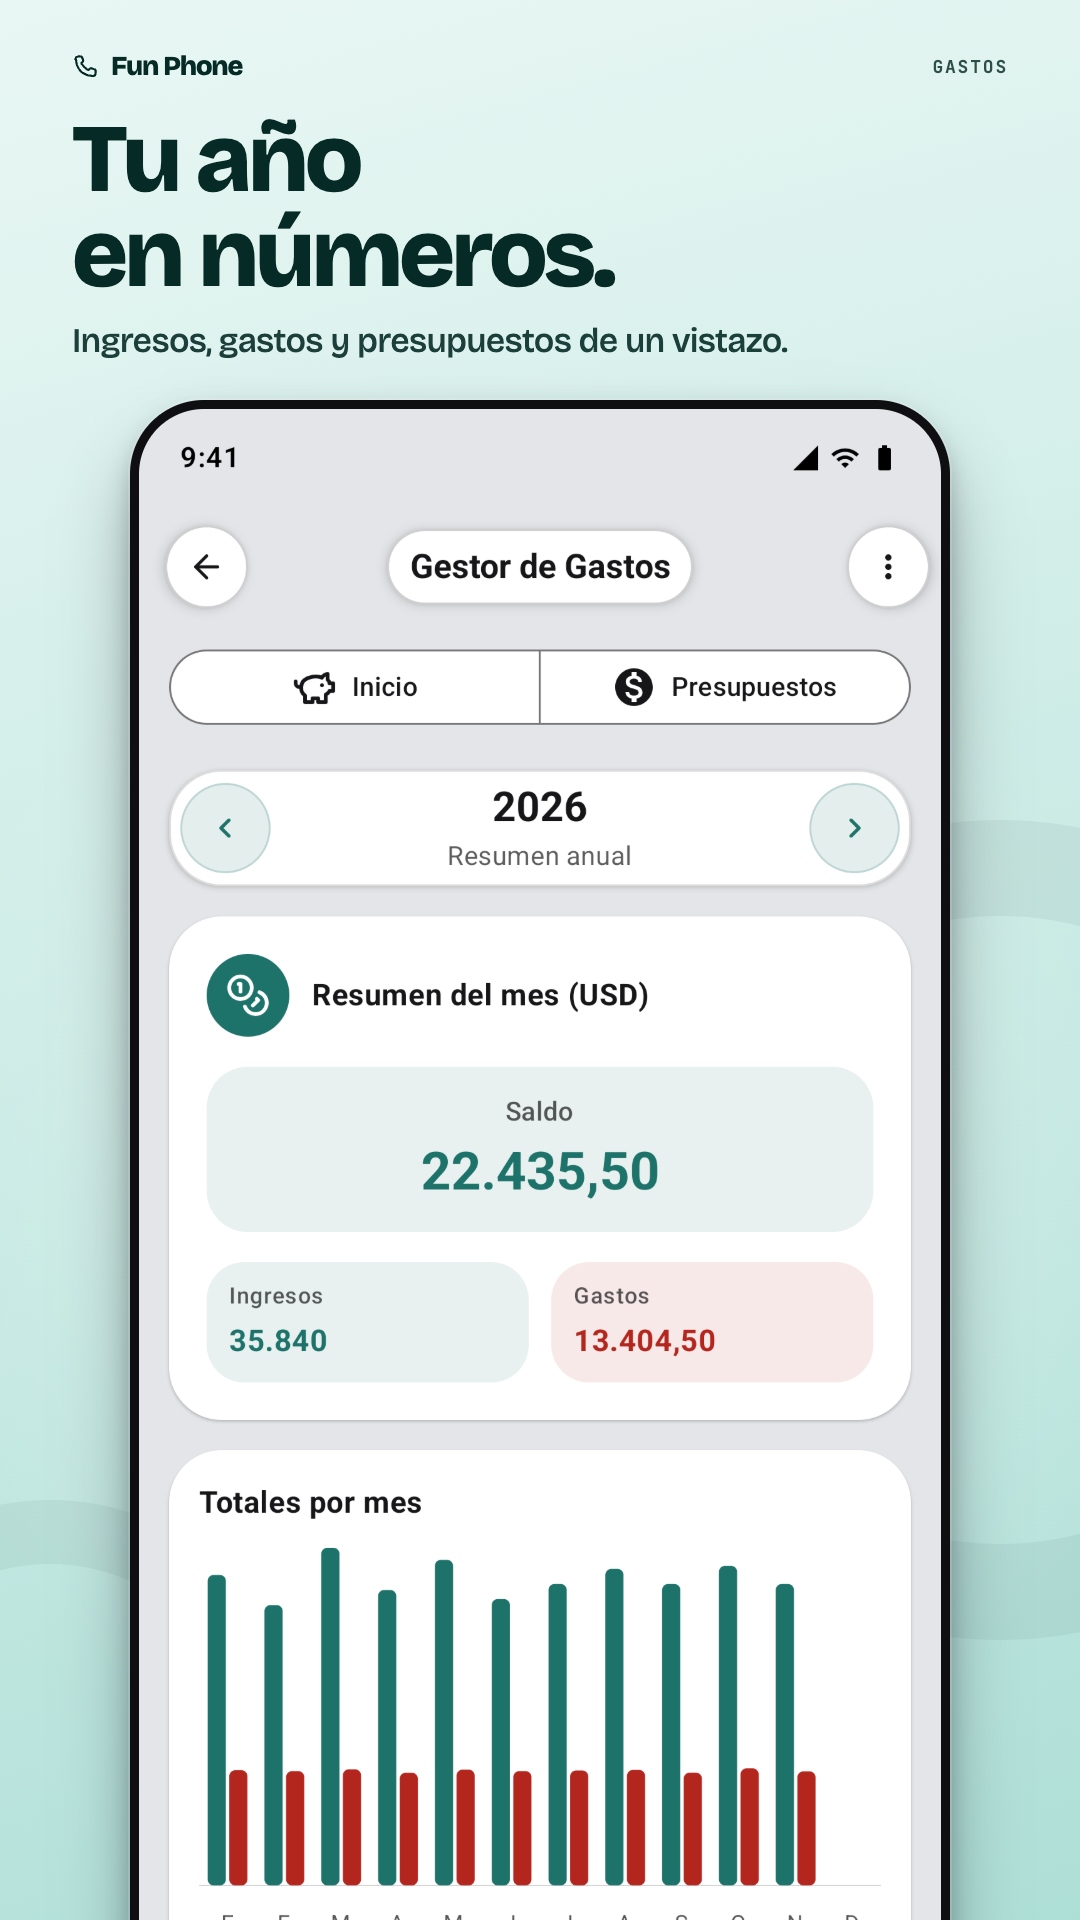 Fun Phone
GASTOS
Tu año
en números.
Ingresos, gastos y presupuestos de un vistazo.
9:41
Gestor de Gastos
Inicio
Presupuestos
2026
Resumen anual
Resumen del mes (USD)
Saldo
22.435,50
Ingresos
Gastos
35.840
13.404,50
Totales por mes